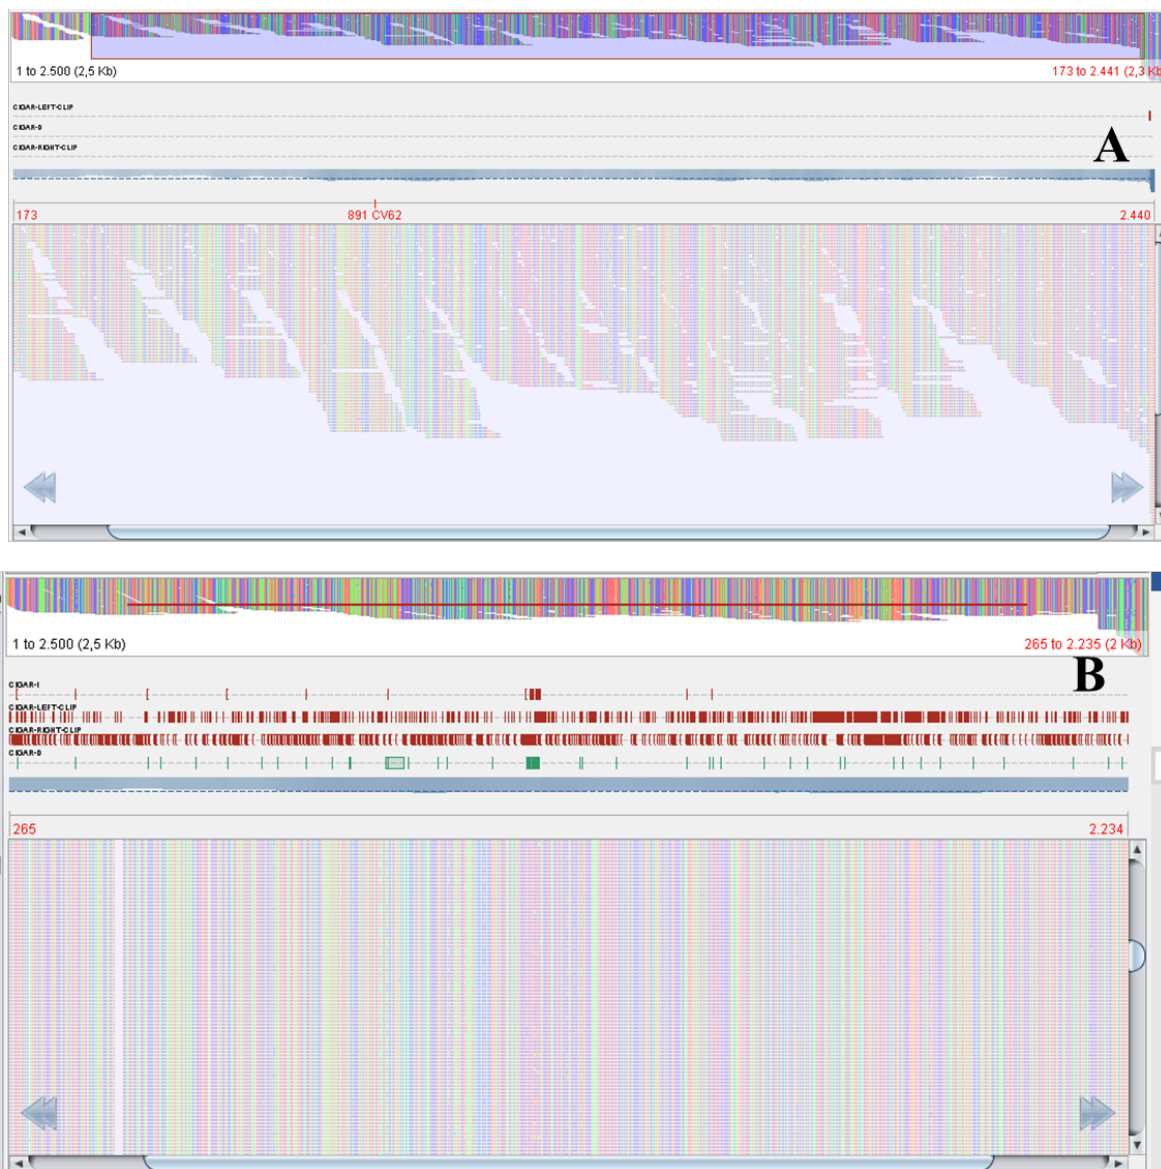 1 to 2.500 (2,5 Kb)
173 to 2.441 (2,3 Kb
CIGAR-LEFT-CLIP
CIGAR-D
CIGAR-RIGHT-CLIP
A
173
891 CV62
2.440
1 to 2.500 (2,5 Kb)
265 to 2.235 (2 Kb)
B
CIGAR-I
CIGAR-LEFT-CLIP
CIGAR-RIGHT-CLIP
CIGAR-D
265
2.234